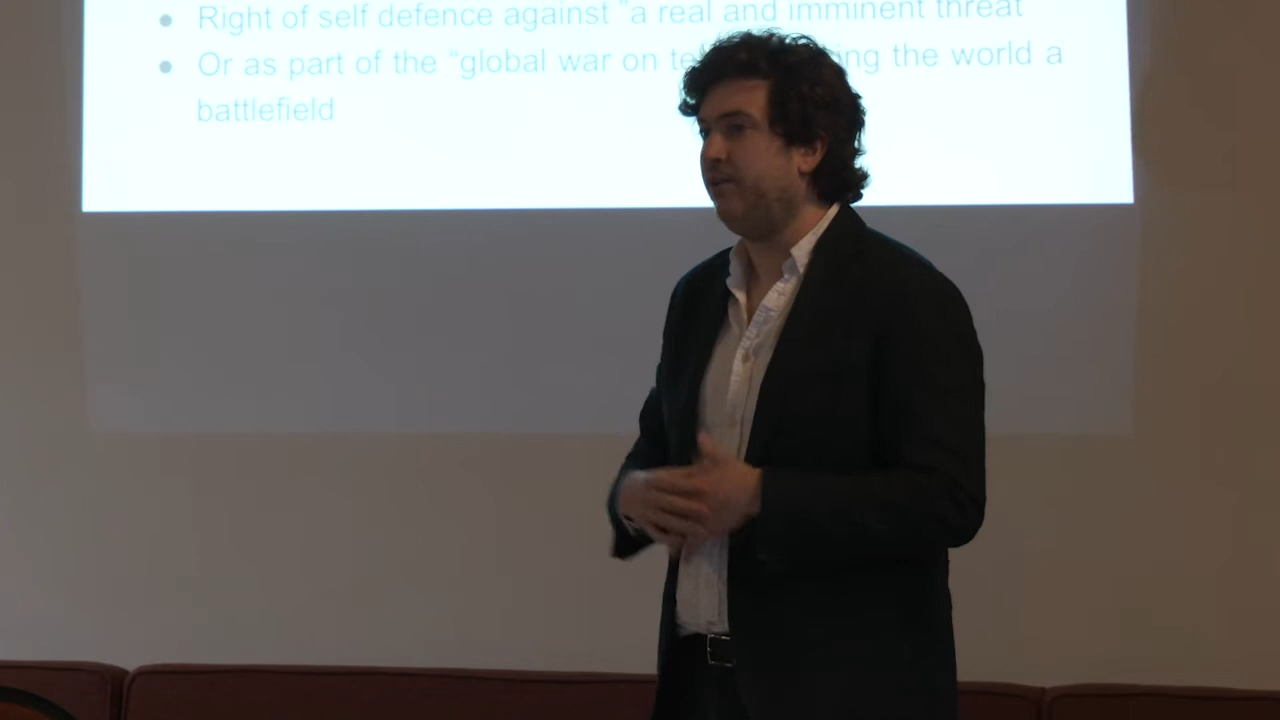 Right of self defence against "a real and imminent threat
Or as part of the "global war on the world a
battlefield